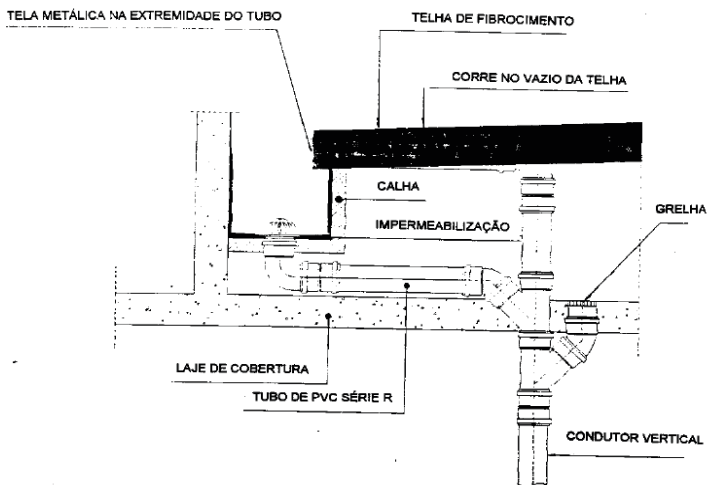 TELA METÁLICA NA EXTREMIDADE DO TUBO
TELHA DE FIBROCIMENTO
CORRE NO VAZIO DA TELHA
CALHA
GRELHA
IMPERMEABILIZAÇÃO
LAJE DE COBERTURA
TUBO DE PVC SÉRIE R
CONDUTOR VERTICAL